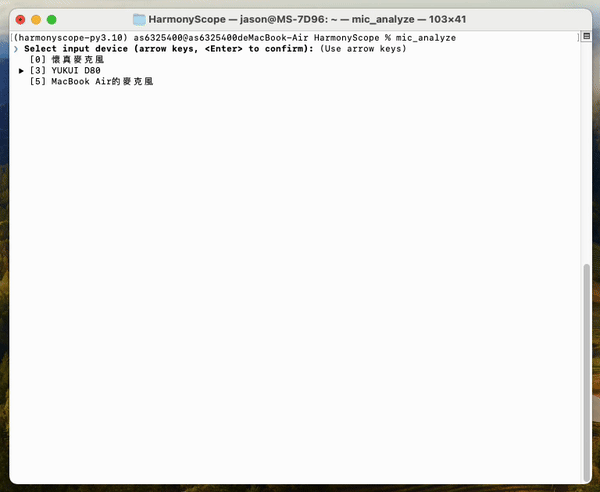 HarmonyScope — jason@MS-7D96: ~ — mic_analyze — 103×41
[(harmonyscope-py3.10) as6325400@as6325400deMacBook-Air HarmonyScope % mic_analyze ]
❯ Select input device (arrow keys, <Enter> to confirm): (Use arrow keys)
[0] 懷真麥克風
▶ [3] YUKUI D80
[5] MacBook Air的麥克風